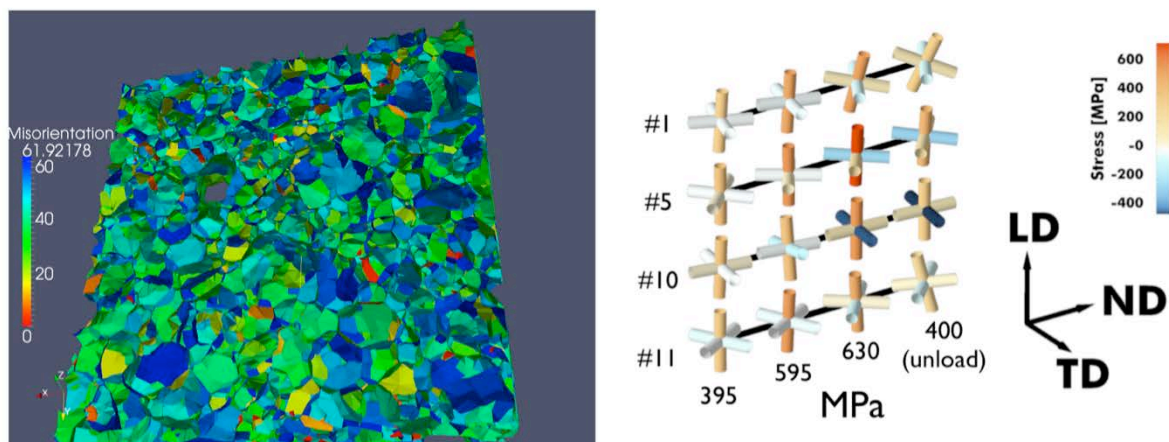 Misorientation
61.92178
60
40
20
0
X
Z
Y
#1
#5
#10
#11
395
595
630
400
(unload)
MPa
Stress [MPa]
600
400
200
-0
-200
-400
LD
ND
TD